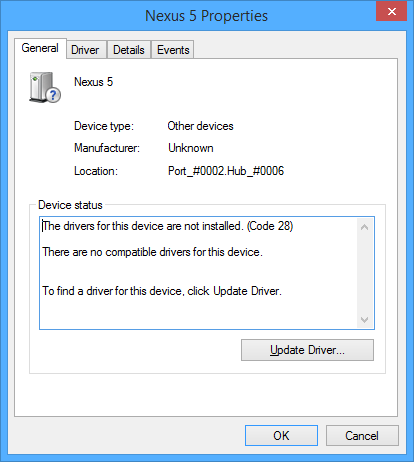 Nexus 5 Properties
General Driver Details Events
Nexus 5
Device type: Other devices
Manufacturer: Unknown
Location: Port_#0002.Hub_#0006
Device status
The drivers for this device are not installed. (Code 28)
There are no compatible drivers for this device.
To find a driver for this device, click Update Driver.
Update Driver...
OK Cancel